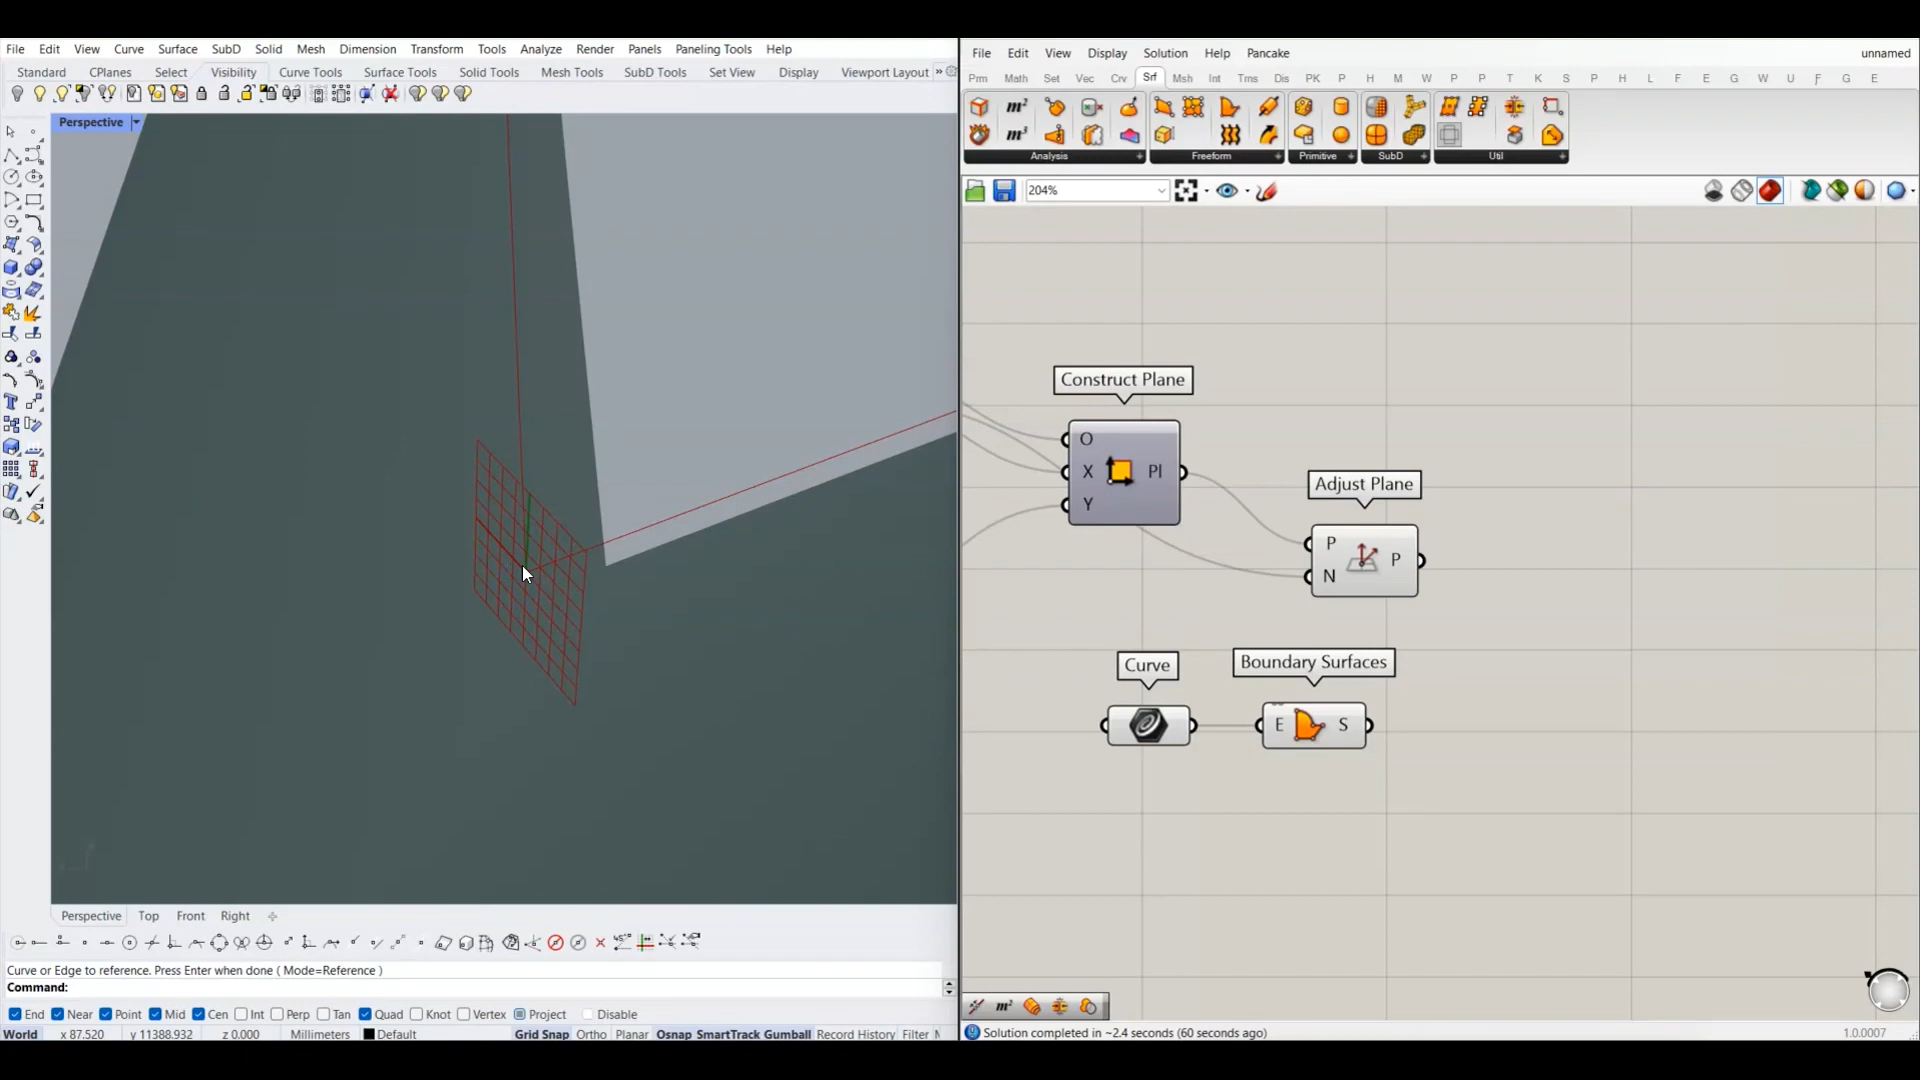 File Edit View Curve Surface SubD Solid Mesh Dimension Transform Tools Analyze Render Panels Paneling Tools Help
Standard CPlanes Select Visibility Curve Tools Surface Tools Solid Tools Mesh Tools SubD Tools Set View Display Viewport Layout »
Perspective
Perspective Top Front Right
Curve or Edge to reference. Press Enter when done ( Mode=Reference )
Command:
End Near Point Mid Cen Int Perp Tan Quad Knot Vertex Project Disable
World x 87.520 y 11388.932 z 0.000 Millimeters Default Grid Snap Ortho Planar Osnap SmartTrack Gumball Record History Filter
File Edit View Display Solution Help Pancake unnamed
Prm Math Set Vec Crv Srf Msh Int Trns Dis PK P H M W P P T K S P H L F E G W U F G E
m²
m³
Analysis Freeform Primitive SubD Util
204%
Construct Plane
O
X Pl
Y
Adjust Plane
P
P
N
Curve
Boundary Surfaces
E S
m²
Solution completed in ~2.4 seconds (60 seconds ago) 1.0.0007